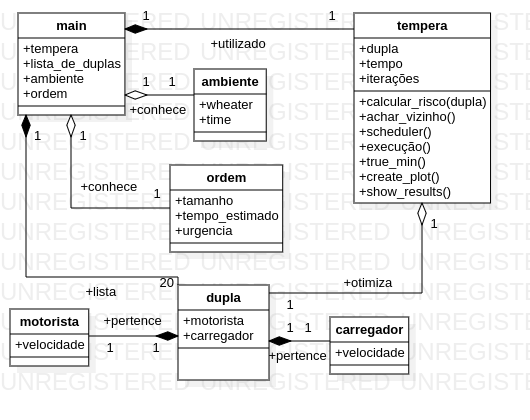 main
+tempera
+lista_de_duplas
+ambiente
+ordem
1
1
+utilizado
tempera
+dupla
+tempo
+iterações
+calcular_risco(dupla)
+achar_vizinho()
+scheduler()
+execução()
+true_min()
+create_plot()
+show_results()
1
1
+conhece
ambiente
+wheater
+time
1
1
+conhece
1
ordem
+tamanho
+tempo_estimado
+urgencia
1
+otimiza
1
20
+lista
dupla
+motorista
+carregador
motorista
+velocidade
+pertence
1
1
1
1
+pertence
carregador
+velocidade
UNREGISTERED UNREGISTERED UNREGISTERED